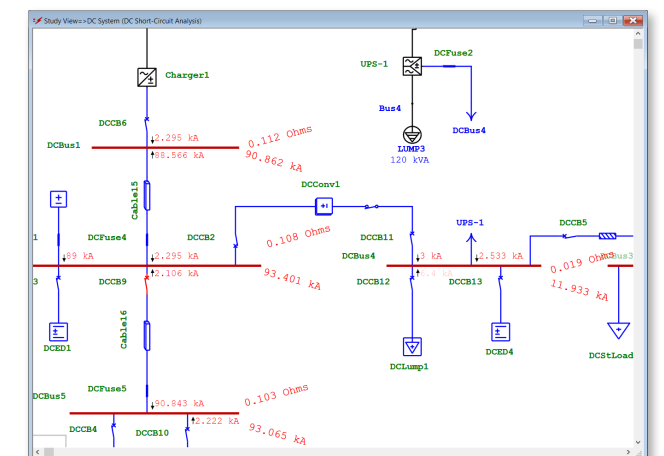 Study View=>DC System (DC Short-Circuit Analysis)
Charger1
UPS-1
DCFuse2
Bus4
DCBus4
LUMP3
120 kVA
DCCB6
DCBus1
2.295 kA
88.566 kA
0.112 Ohms
90.862 kA
Cable15
DCConv1
1
DCFuse4
DCCB2
0.108 Ohms
DCCB11
UPS-1
DCCB5
89 kA
2.295 kA
DCBus4
3 kA
2.533 kA
0.019 Ohms
Bus3
3
DCCB9
2.106 kA
93.401 kA
DCCB12
DCCB13
11.933 kA
Cable16
DCED1
DCLump1
DCED4
DCStLoad
DCBus5
DCFuse5
90.843 kA
0.103 Ohms
DCCB4
DCCB10
2.222 kA
93.065 kA